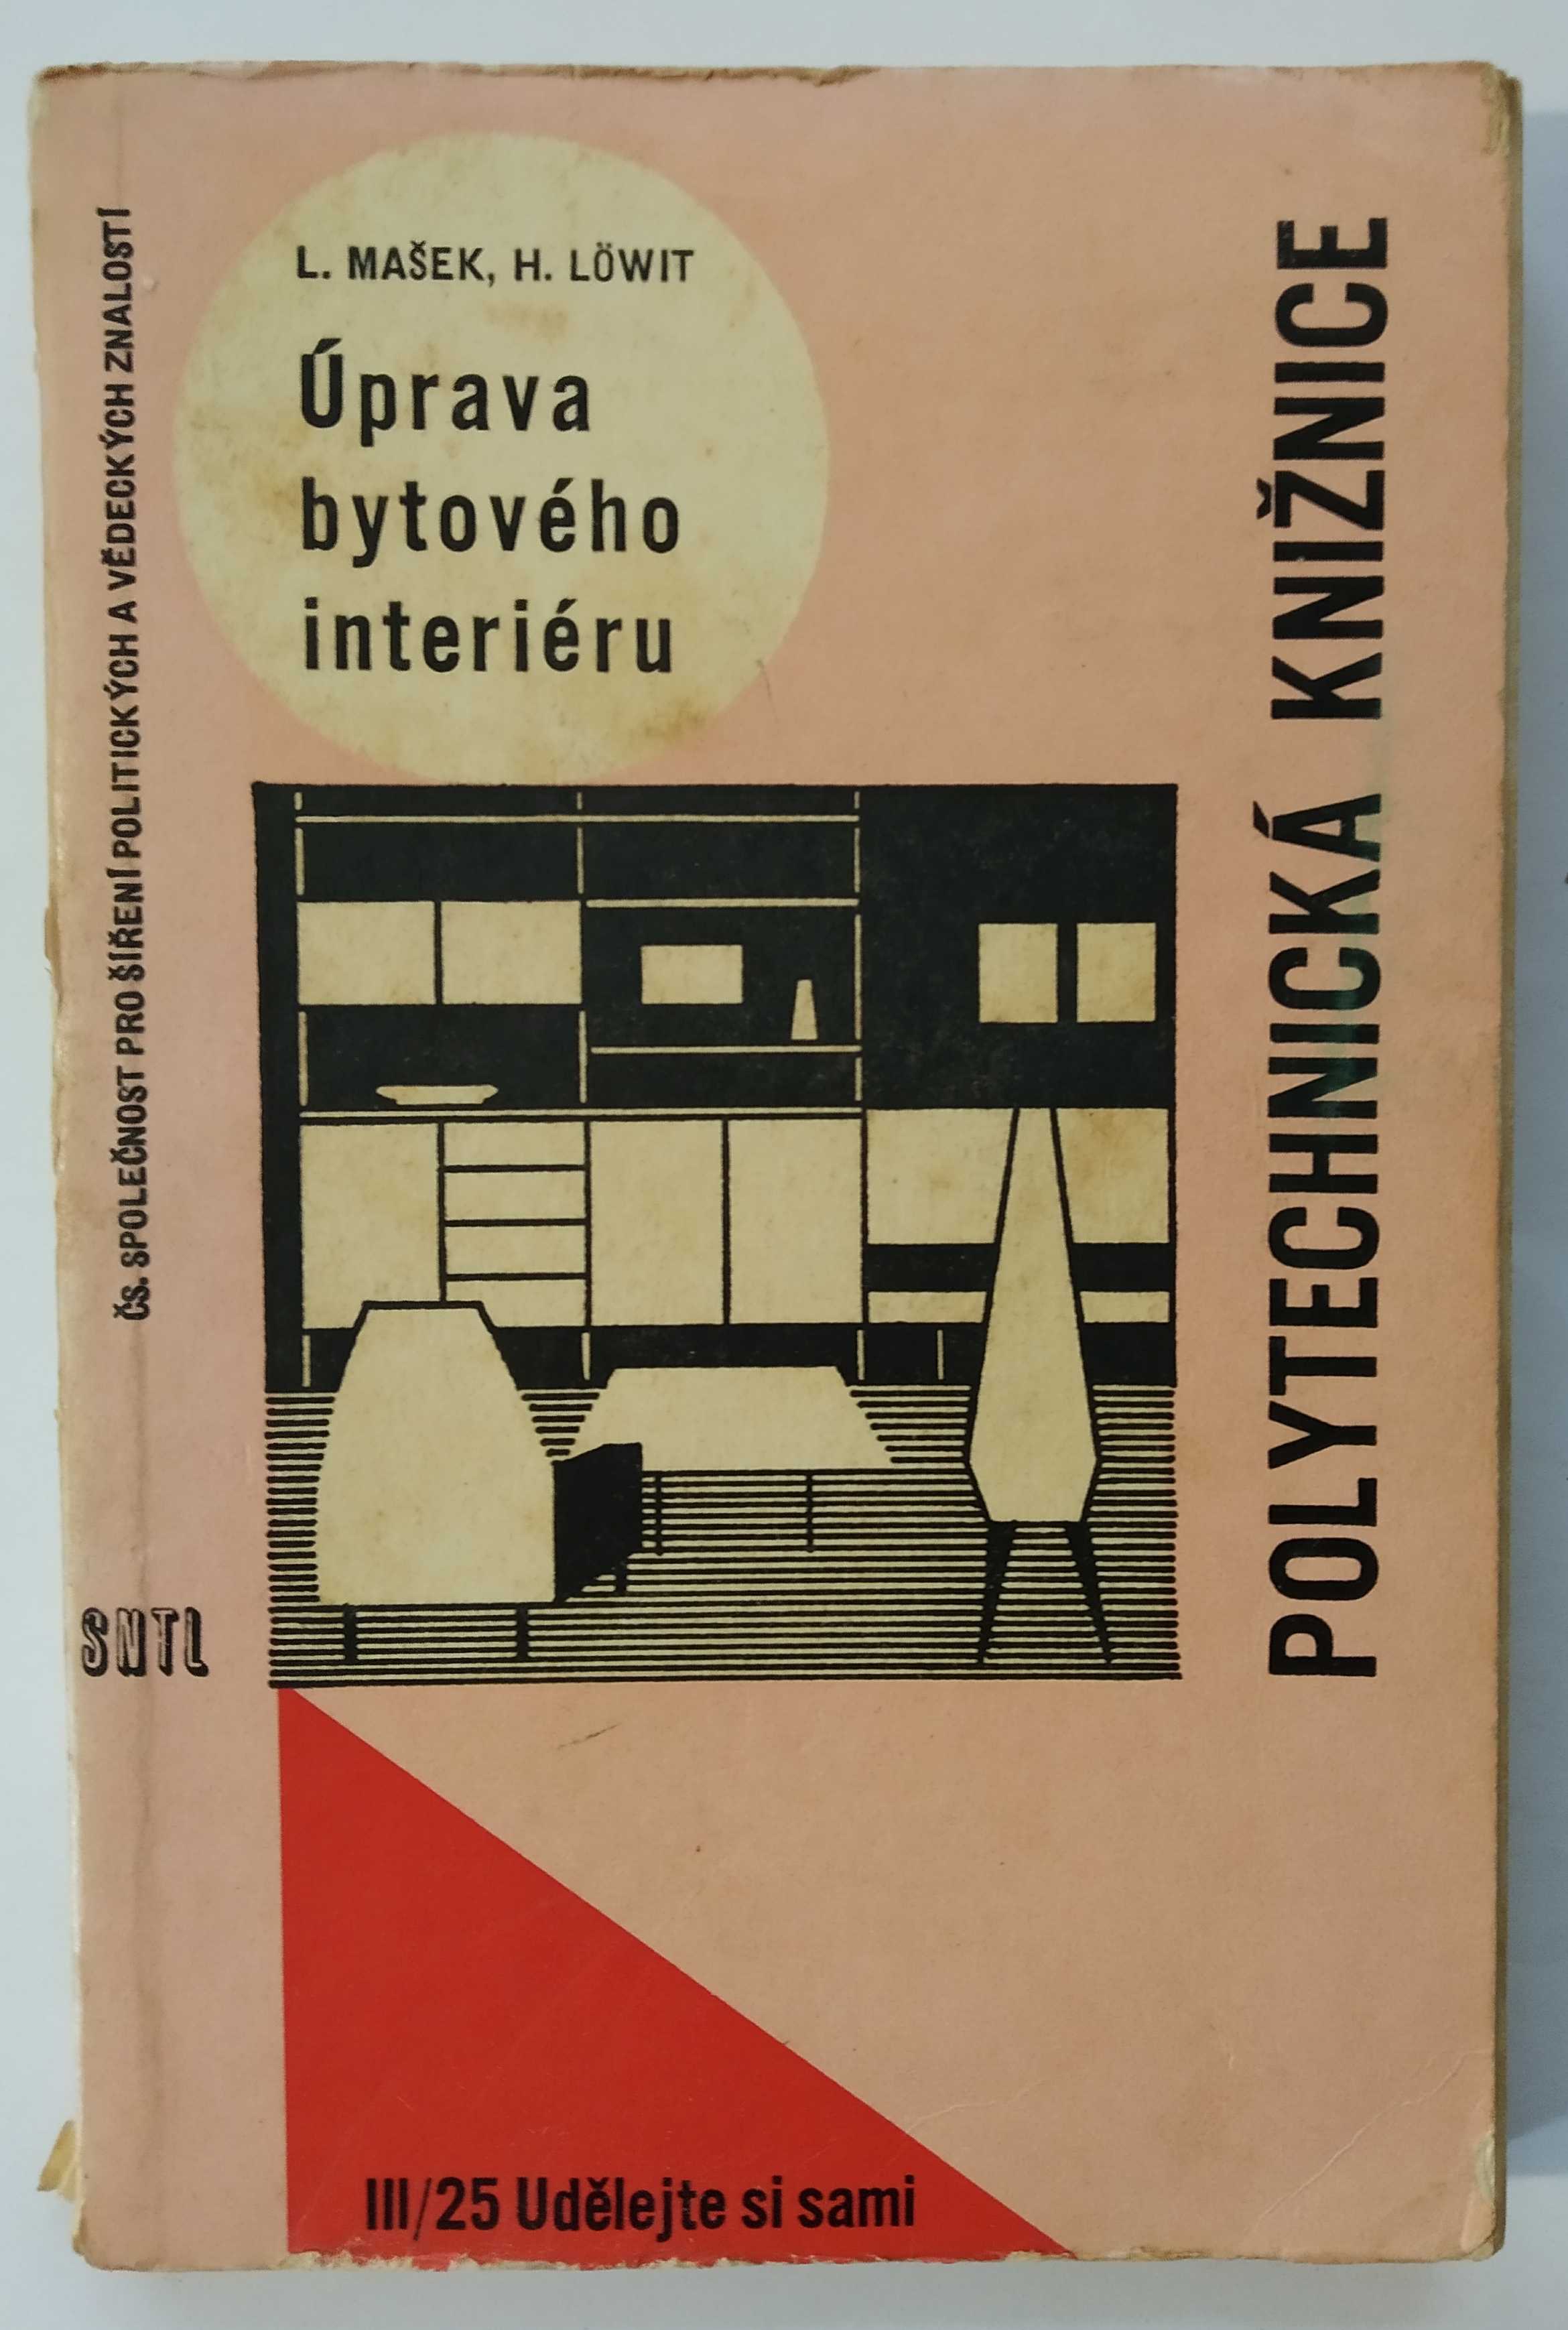 L. MAŠEK, H. LÖWIT
Úprava
bytového
interiéru
ČS. SPOLEČNOST PRO ŠÍŘENÍ POLITICKÝCH A VĚDECKÝCH ZNALOSTÍ
POLYTECHNICKÁ KNIŽNICE
SNTL
III/25 Udělejte si sami